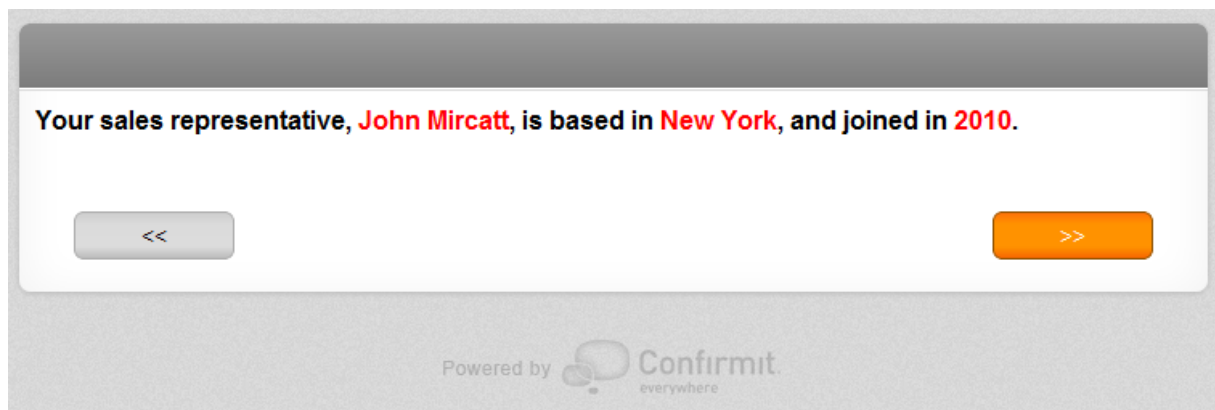 Your sales representative, John Mircatt, is based in New York, and joined in 2010.
<< >>
Powered by Confirmit.
everywhere